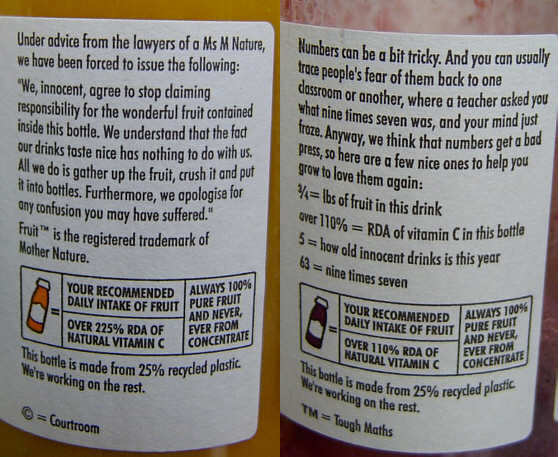 Under advice from the lawyers of a Ms M Nature,
we have been forced to issue the following:
"We, innocent, agree to stop claiming
responsibility for the wonderful fruit contained
inside this bottle. We understand that the fact
our drinks taste nice has nothing to do with us.
All we do is gather up the fruit, crush it and put
it into bottles. Furthermore, we apologise for
any confusion you may have suffered."
Fruit™ is the registered trademark of
Mother Nature.
=
YOUR RECOMMENDED
DAILY INTAKE OF FRUIT
OVER 225% RDA OF
NATURAL VITAMIN C
ALWAYS 100%
PURE FRUIT
AND NEVER,
EVER FROM
CONCENTRATE
This bottle is made from 25% recycled plastic.
We're working on the rest.
© = Courtroom
Numbers can be a bit tricky. And you can usually
trace people's fear of them back to one
classroom or another, where a teacher asked you
what nine times seven was, and your mind just
froze. Anyway, we think that numbers get a bad
press, so here are a few nice ones to help you
grow to love them again:
¾ = lbs of fruit in this drink
over 110% = RDA of vitamin C in this bottle
5 = how old innocent drinks is this year
63 = nine times seven
=
YOUR RECOMMENDED
DAILY INTAKE OF FRUIT
OVER 110% RDA OF
NATURAL VITAMIN C
ALWAYS 100%
PURE FRUIT
AND NEVER,
EVER FROM
CONCENTRATE
This bottle is made from 25% recycled plastic.
We're working on the rest.
TM = Tough Maths